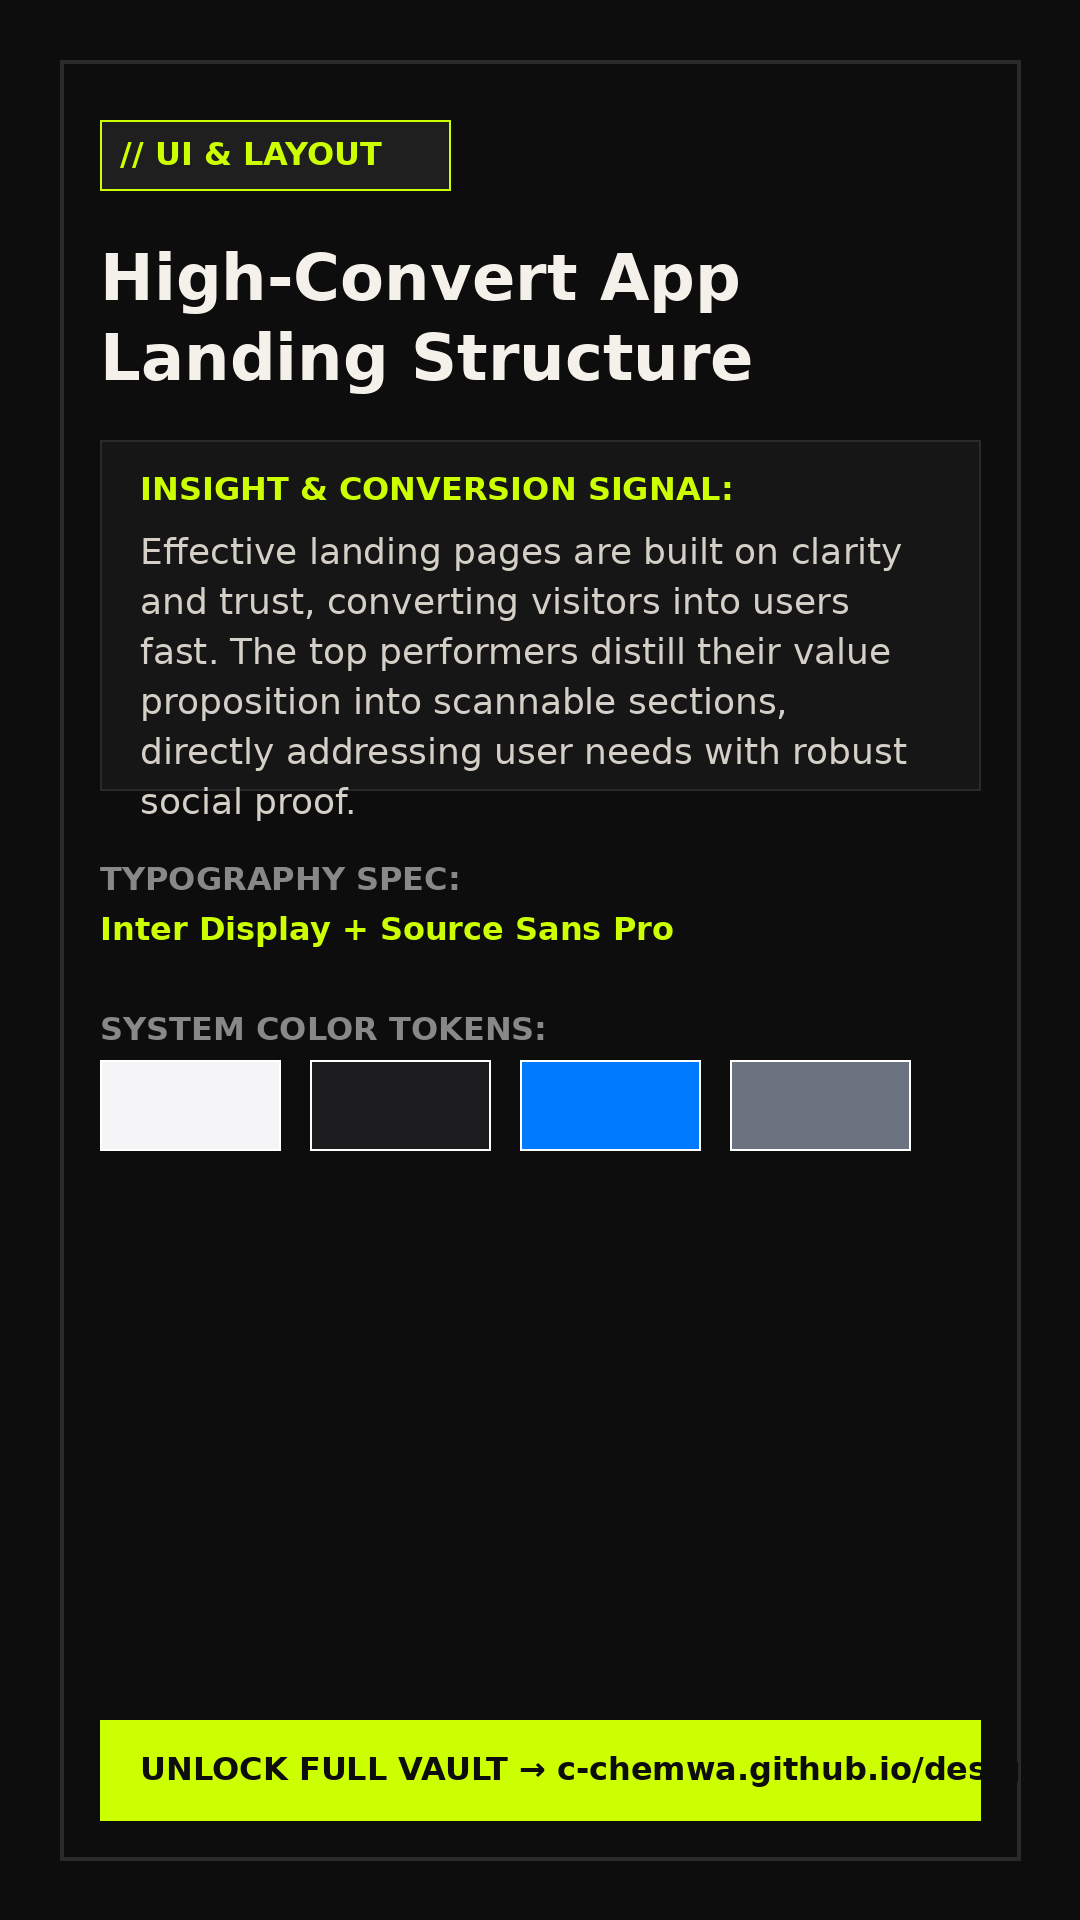 // UI & LAYOUT
High-Convert App
Landing Structure
INSIGHT & CONVERSION SIGNAL:
Effective landing pages are built on clarity
and trust, converting visitors into users
fast. The top performers distill their value
proposition into scannable sections,
directly addressing user needs with robust
social proof.
TYPOGRAPHY SPEC:
Inter Display + Source Sans Pro
SYSTEM COLOR TOKENS:
UNLOCK FULL VAULT → c-chemwa.github.io/des